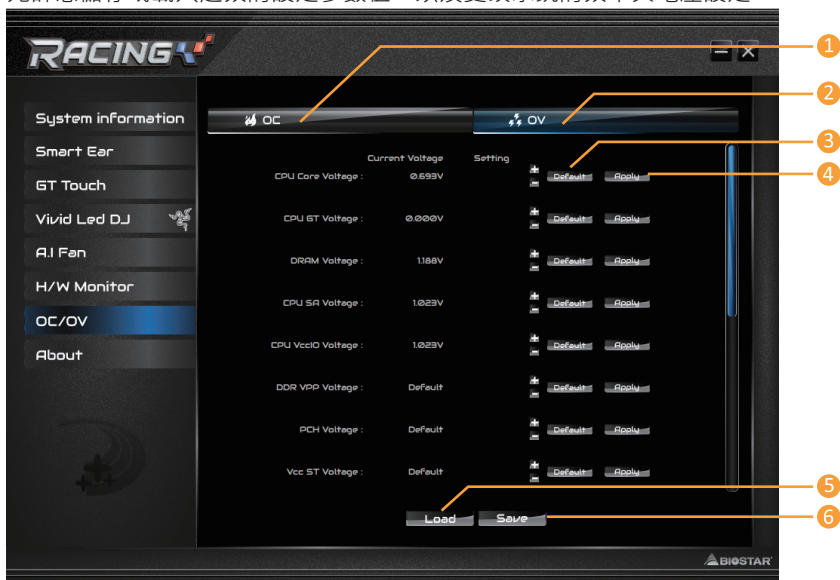 RACING
1
2
3
4
5
6
System information
Smart Ear
GT Touch
Vivid Led DJ
A.I Fan
H/W Monitor
OC/OV
About
OC
OV
Current Voltage Setting
CPU Core Voltage : 0.693V Default Apply
CPU GT Voltage : 0.000V Default Apply
DRAM Voltage : 1.188V Default Apply
CPU SA Voltage : 1.023V Default Apply
CPU VccIO Voltage : 1.023V Default Apply
DDR VPP Voltage : Default Default Apply
PCH Voltage : Default Default Apply
Vcc ST Voltage : Default Default Apply
Load Save
BIOSTAR